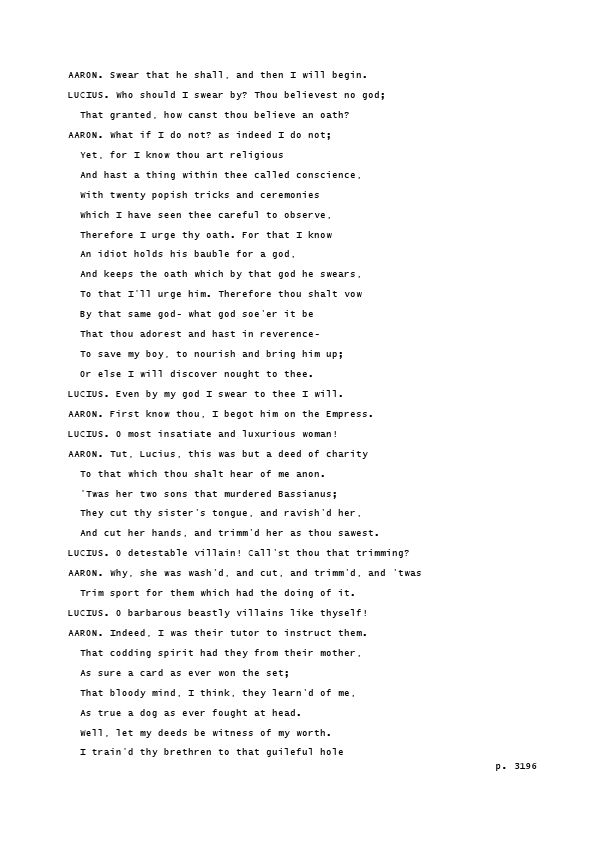 AARON. Swear that he shall, and then I will begin.
LUCIUS. Who should I swear by? Thou believest no god;
That granted, how canst thou believe an oath?
AARON. What if I do not? as indeed I do not;
Yet, for I know thou art religious
And hast a thing within thee called conscience,
With twenty popish tricks and ceremonies
Which I have seen thee careful to observe,
Therefore I urge thy oath. For that I know
An idiot holds his bauble for a god,
And keeps the oath which by that god he swears,
To that I'll urge him. Therefore thou shalt vow
By that same god- what god soe'er it be
That thou adorest and hast in reverence-
To save my boy, to nourish and bring him up;
Or else I will discover nought to thee.
LUCIUS. Even by my god I swear to thee I will.
AARON. First know thou, I begot him on the Empress.
LUCIUS. O most insatiate and luxurious woman!
AARON. Tut, Lucius, this was but a deed of charity
To that which thou shalt hear of me anon.
'Twas her two sons that murdered Bassianus;
They cut thy sister's tongue, and ravish'd her,
And cut her hands, and trimm'd her as thou sawest.
LUCIUS. O detestable villain! Call'st thou that trimming?
AARON. Why, she was wash'd, and cut, and trimm'd, and 'twas
Trim sport for them which had the doing of it.
LUCIUS. O barbarous beastly villains like thyself!
AARON. Indeed, I was their tutor to instruct them.
That codding spirit had they from their mother,
As sure a card as ever won the set;
That bloody mind, I think, they learn'd of me,
As true a dog as ever fought at head.
Well, let my deeds be witness of my worth.
I train'd thy brethren to that guileful hole
p. 3196